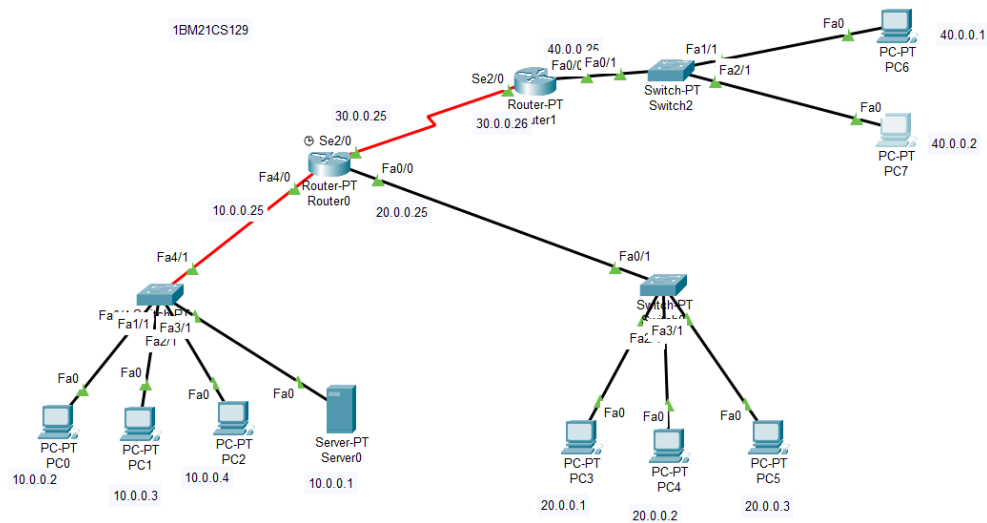 1BM21CS129
Fa0
PC-PT
PC6
40.0.0.1
40.0.0.25
Fa0/0
Fa0/1
Fa1/1
Fa2/1
Switch-PT
Switch2
Se2/0
Router-PT
30.0.0.26
Fa0
PC-PT
PC7
40.0.0.2
30.0.0.25
Se2/0
Fa4/0
Router-PT
Router0
Fa0/0
10.0.0.25
20.0.0.25
Fa4/1
Fa0/1
Fa1/1
Fa2/1
Fa3/1
Switch-PT
Fa3/1
Fa0
PC-PT
PC0
10.0.0.2
Fa0
PC-PT
PC1
10.0.0.3
Fa0
PC-PT
PC2
10.0.0.4
Fa0
Server-PT
Server0
10.0.0.1
Fa0
PC-PT
PC3
20.0.0.1
Fa0
PC-PT
PC4
20.0.0.2
Fa0
PC-PT
PC5
20.0.0.3